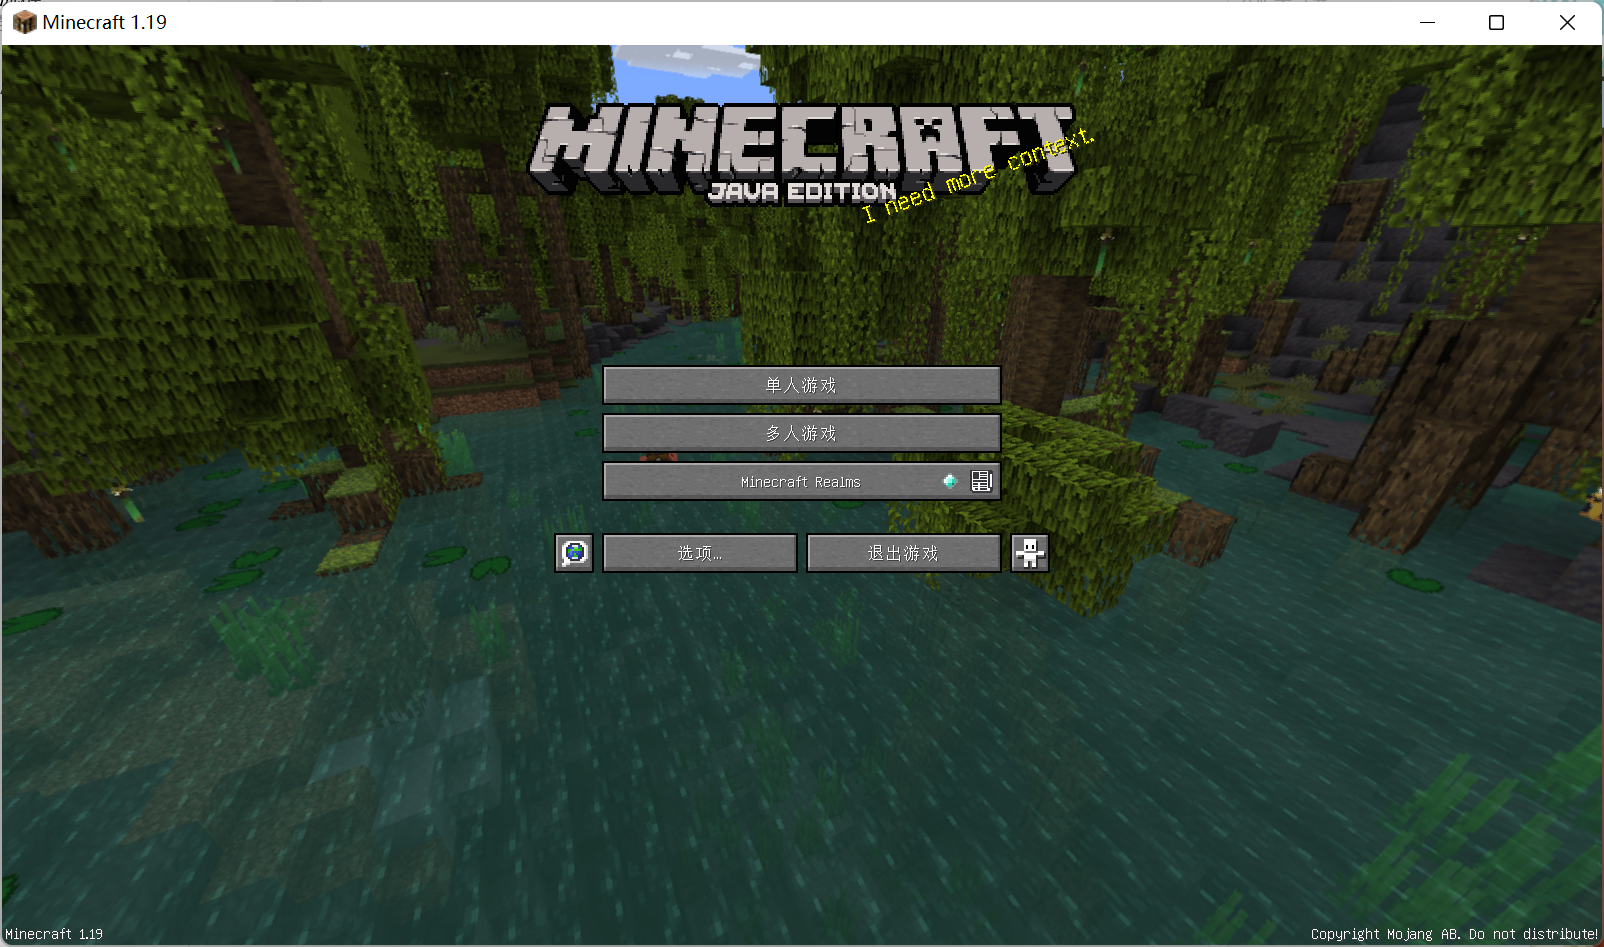 Minecraft 1.19
MINECRAFT
JAVA EDITION
I need more context.
单人游戏
多人游戏
Minecraft Realms
选项...
退出游戏
Minecraft 1.19
Copyright Mojang AB. Do not distribute!